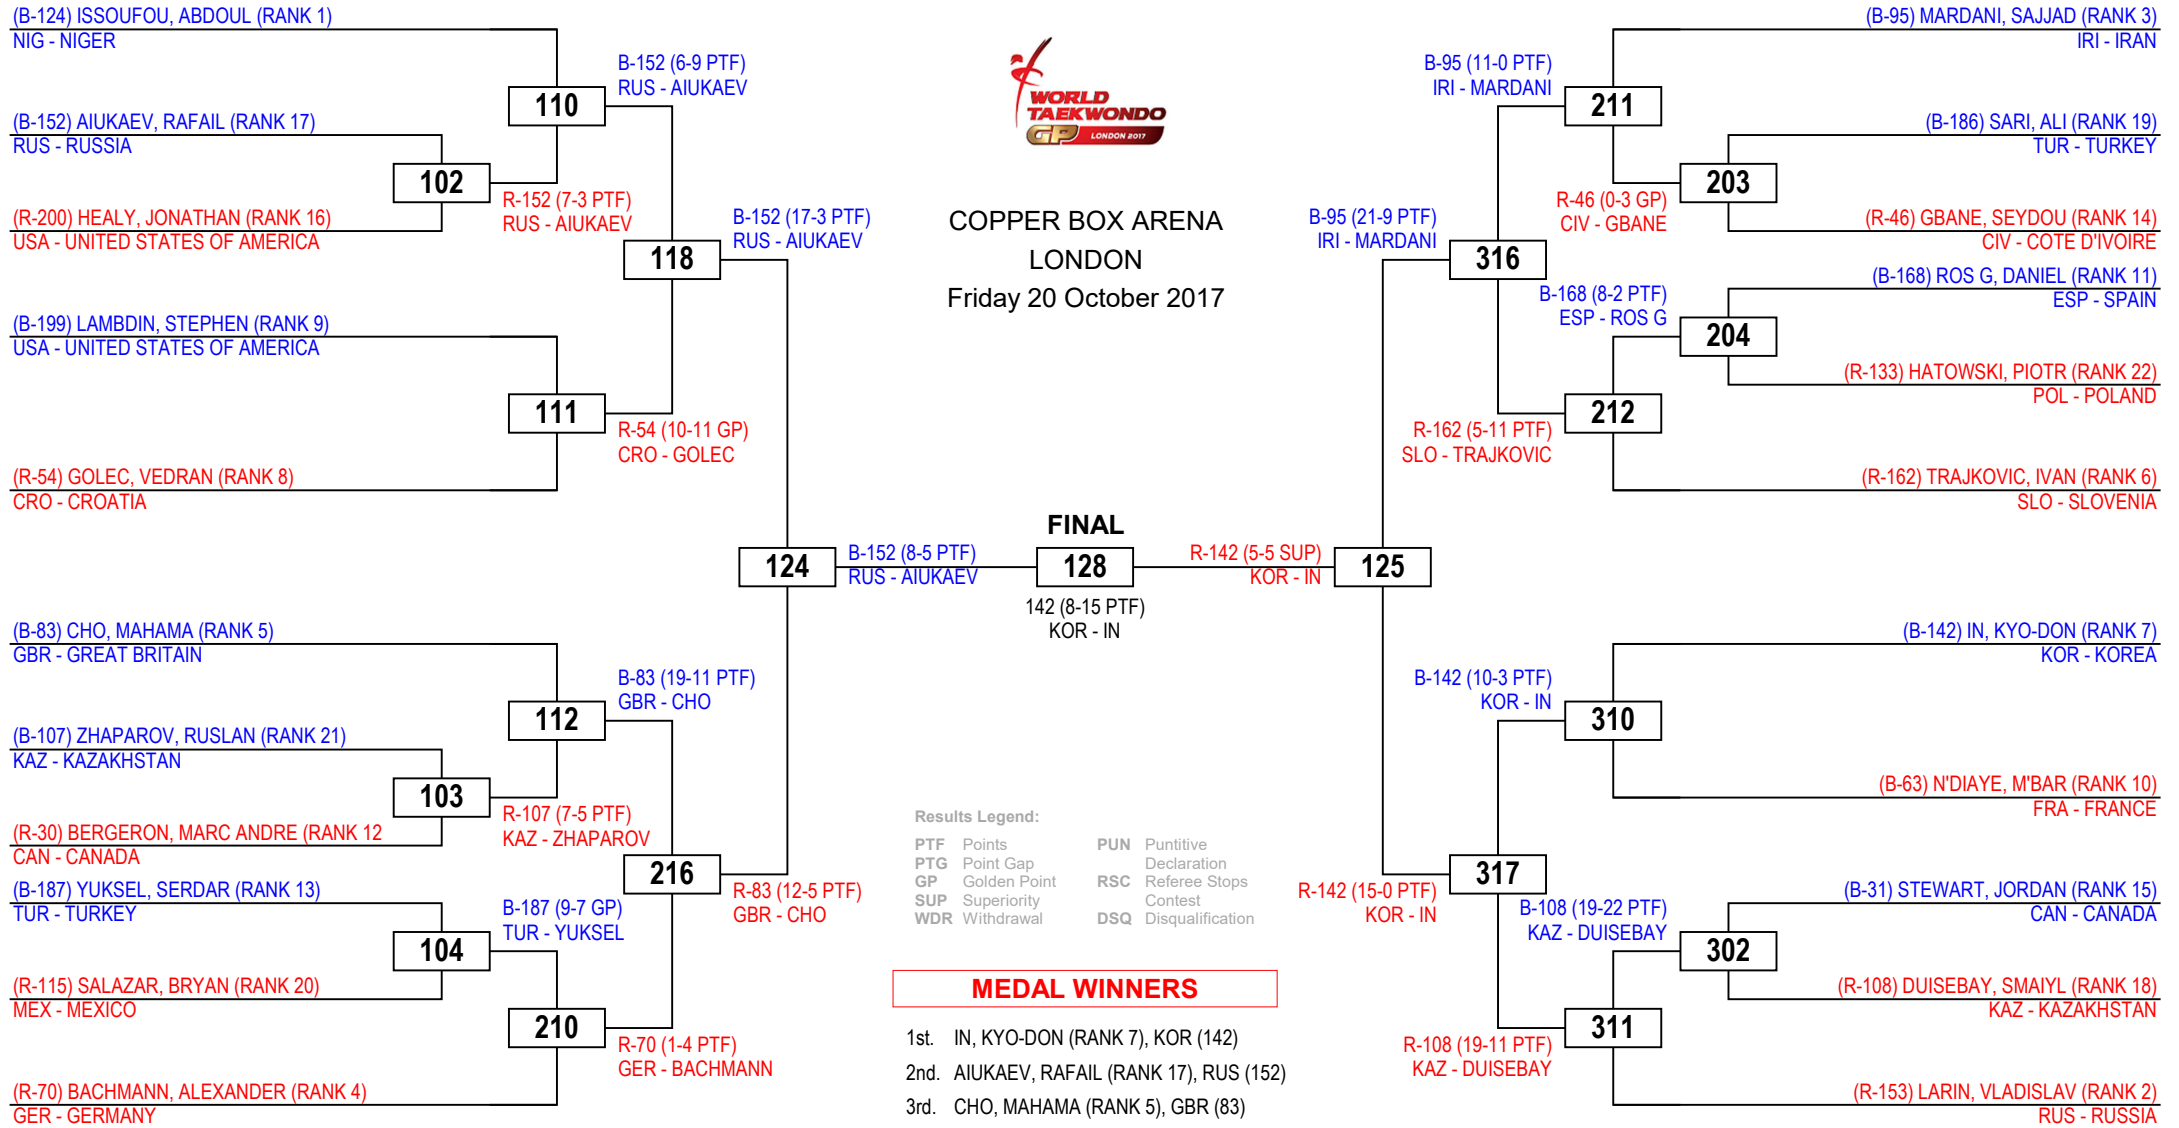 (B-124) ISSOUFOU, ABDOUL (RANK 1)
NIG - NIGER
(B-152) AIUKAEV, RAFAIL (RANK 17)
RUS - RUSSIA
(R-200) HEALY, JONATHAN (RANK 16)
USA - UNITED STATES OF AMERICA
(B-199) LAMBDIN, STEPHEN (RANK 9)
USA - UNITED STATES OF AMERICA
(R-54) GOLEC, VEDRAN (RANK 8)
CRO - CROATIA
(B-83) CHO, MAHAMA (RANK 5)
GBR - GREAT BRITAIN
(B-107) ZHAPAROV, RUSLAN (RANK 21)
KAZ - KAZAKHSTAN
(R-30) BERGERON, MARC ANDRE (RANK 12
CAN - CANADA
(B-187) YUKSEL, SERDAR (RANK 13)
TUR - TURKEY
(R-115) SALAZAR, BRYAN (RANK 20)
MEX - MEXICO
(R-70) BACHMANN, ALEXANDER (RANK 4)
GER - GERMANY
102
103
104
R-152 (7-3 PTF)
RUS - AIUKAEV
R-107 (7-5 PTF)
KAZ - ZHAPAROV
B-187 (9-7 GP)
TUR - YUKSEL
110
111
112
210
B-152 (6-9 PTF)
RUS - AIUKAEV
R-54 (10-11 GP)
CRO - GOLEC
B-83 (19-11 PTF)
GBR - CHO
R-70 (1-4 PTF)
GER - BACHMANN
118
216
B-152 (17-3 PTF)
RUS - AIUKAEV
R-83 (12-5 PTF)
GBR - CHO
124
B-152 (8-5 PTF)
RUS - AIUKAEV
WORLD
TAEKWONDO
GP LONDON 2017
COPPER BOX ARENA
LONDON
Friday 20 October 2017
FINAL
128
142 (8-15 PTF)
KOR - IN
Results Legend:
PTF Points
PTG Point Gap
GP Golden Point
SUP Superiority
WDR Withdrawal
PUN Puntitive
Declaration
RSC Referee Stops
Contest
DSQ Disqualification
MEDAL WINNERS
1st. IN, KYO-DON (RANK 7), KOR (142)
2nd. AIUKAEV, RAFAIL (RANK 17), RUS (152)
3rd. CHO, MAHAMA (RANK 5), GBR (83)
R-142 (5-5 SUP)
KOR - IN
125
B-95 (21-9 PTF)
IRI - MARDANI
R-142 (15-0 PTF)
KOR - IN
316
317
B-95 (11-0 PTF)
IRI - MARDANI
R-162 (5-11 PTF)
SLO - TRAJKOVIC
B-142 (10-3 PTF)
KOR - IN
R-108 (19-11 PTF)
KAZ - DUISEBAY
211
212
310
311
R-46 (0-3 GP)
CIV - GBANE
B-168 (8-2 PTF)
ESP - ROS G
B-108 (19-22 PTF)
KAZ - DUISEBAY
203
204
302
(B-95) MARDANI, SAJJAD (RANK 3)
IRI - IRAN
(B-186) SARI, ALI (RANK 19)
TUR - TURKEY
(R-46) GBANE, SEYDOU (RANK 14)
CIV - COTE D'IVOIRE
(B-168) ROS G, DANIEL (RANK 11)
ESP - SPAIN
(R-133) HATOWSKI, PIOTR (RANK 22)
POL - POLAND
(R-162) TRAJKOVIC, IVAN (RANK 6)
SLO - SLOVENIA
(B-142) IN, KYO-DON (RANK 7)
KOR - KOREA
(B-63) N'DIAYE, M'BAR (RANK 10)
FRA - FRANCE
(B-31) STEWART, JORDAN (RANK 15)
CAN - CANADA
(R-108) DUISEBAY, SMAIYL (RANK 18)
KAZ - KAZAKHSTAN
(R-153) LARIN, VLADISLAV (RANK 2)
RUS - RUSSIA